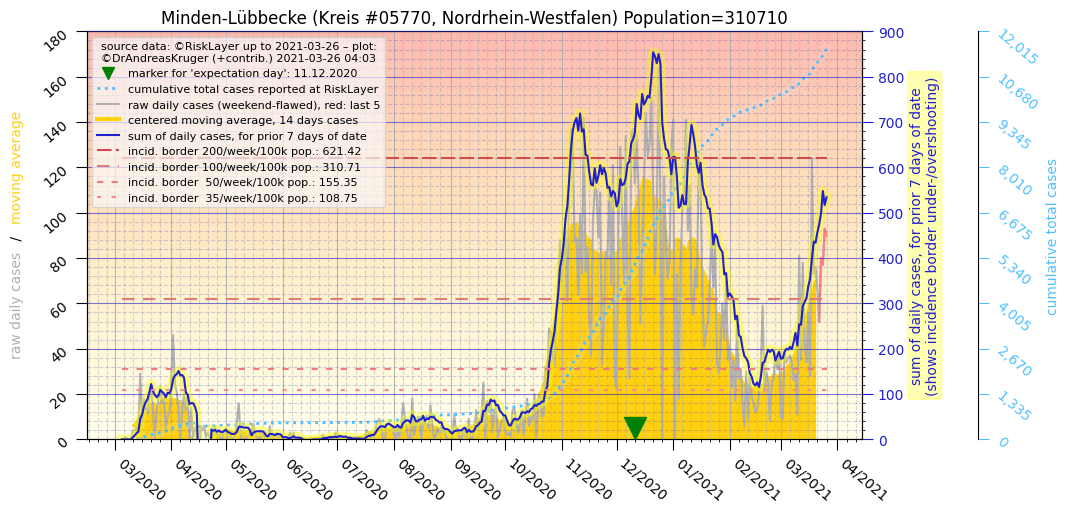 Minden-Lübbecke (Kreis #05770, Nordrhein-Westfalen) Population=310710
source data: ©RiskLayer up to 2021-03-26 – plot:
©DrAndreasKruger (+contrib.) 2021-03-26 04:03
marker for 'expectation day': 11.12.2020
cumulative total cases reported at RiskLayer
raw daily cases (weekend-flawed), red: last 5
centered moving average, 14 days cases
sum of daily cases, for prior 7 days of date
incid. border 200/week/100k pop.: 621.42
incid. border 100/week/100k pop.: 310.71
incid. border  50/week/100k pop.: 155.35
incid. border  35/week/100k pop.: 108.75
raw daily cases / moving average
180
160
140
120
100
80
60
40
20
0
03/2020
04/2020
05/2020
06/2020
07/2020
08/2020
09/2020
10/2020
11/2020
12/2020
01/2021
02/2021
03/2021
04/2021
900
800
700
600
500
400
300
200
100
0
sum of daily cases, for prior 7 days of date
(shows incidence border under-/overshooting)
12,015
10,680
9,345
8,010
6,675
5,340
4,005
2,670
1,335
0
cumulative total cases